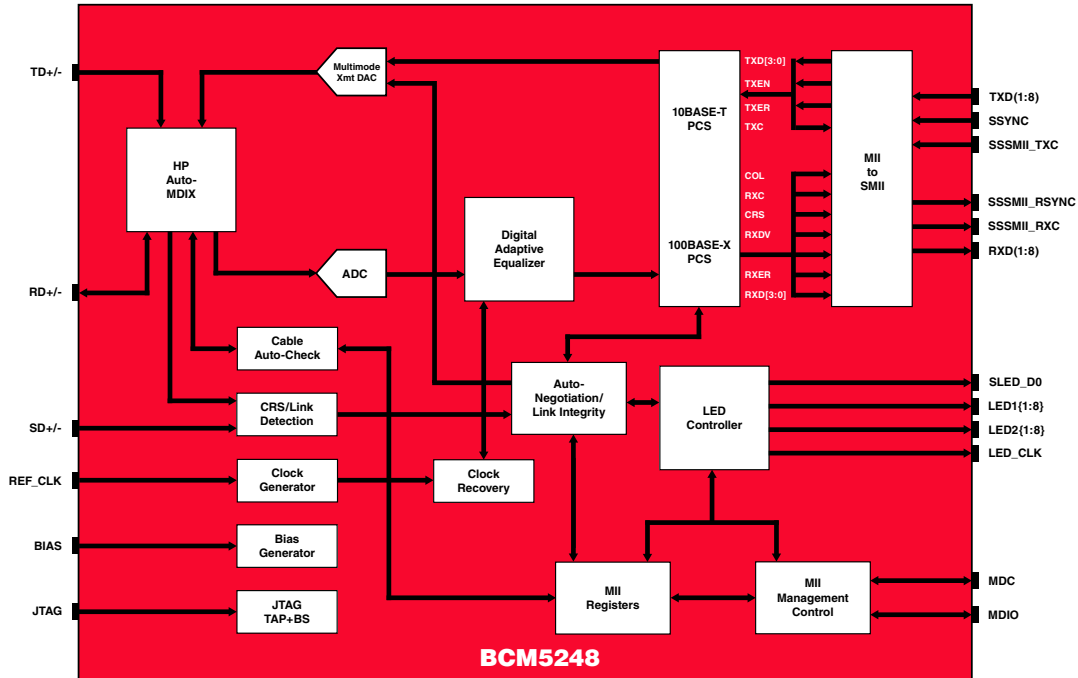 TD+/-
RD+/-
SD+/-
REF_CLK
BIAS
JTAG
Multimode
Xmt DAC
HP
Auto-
MDIX
ADC
Digital
Adaptive
Equalizer
Cable
Auto-Check
CRS/Link
Detection
Clock
Generator
Bias
Generator
JTAG
TAP+BS
Clock
Recovery
Auto-
Negotiation/
Link Integrity
10BASE-T
PCS
100BASE-X
PCS
TXD[3:0]
TXEN
TXER
TXC
COL
RXC
CRS
RXDV
RXER
RXD[3:0]
MII
to
SMII
LED
Controller
MII
Registers
MII
Management
Control
TXD(1:8)
SSYNC
SSSMII_TXC
SSSMII_RSYNC
SSSMII_RXC
RXD(1:8)
SLED_D0
LED1{1:8}
LED2{1:8}
LED_CLK
MDC
MDIO
BCM5248